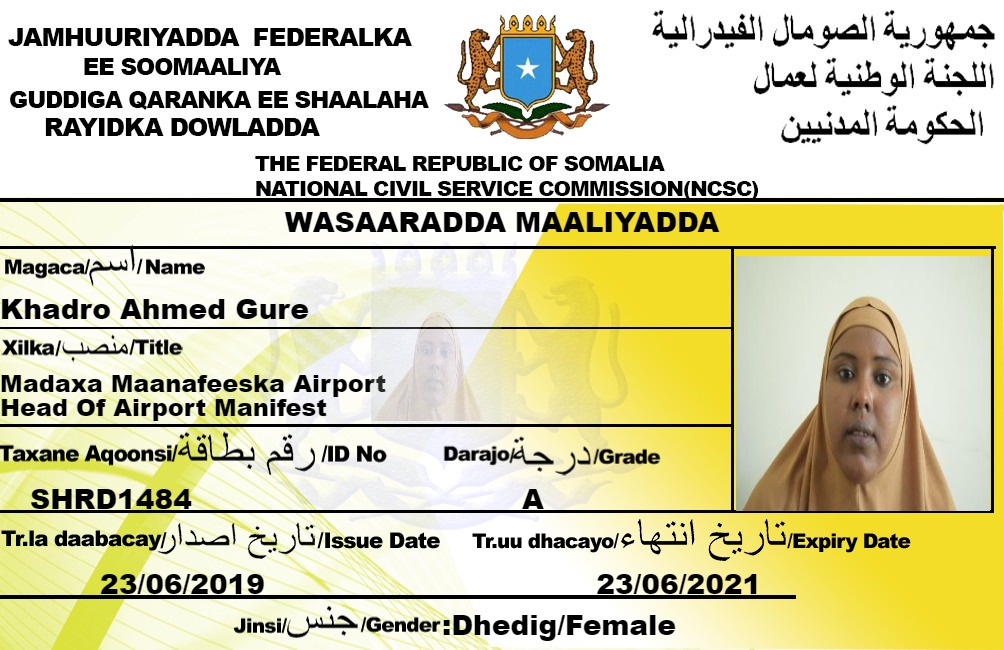 JAMHUURIYADDA FEDERALKA
EE SOOMAALIYA
GUDDIGA QARANKA EE SHAALAHA
RAYIDKA DOWLADDA
جمهورية الصومال الفيدرالية
اللجنة الوطنية لعمال
الحكومة المدنيين
THE FEDERAL REPUBLIC OF SOMALIA
NATIONAL CIVIL SERVICE COMMISSION(NCSC)
WASAARADDA MAALIYADDA
Magaca/اسم/Name
Khadro Ahmed Gure
Xilka/منصب/Title
Madaxa Maanafeeska Airport
Head Of Airport Manifest
Taxane Aqoonsi/رقم بطاقة/ID No
SHRD1484
Darajo/درجة/Grade
A
Tr.la daabacay/تاريخ اصدار/Issue Date
23/06/2019
Tr.uu dhacayo/تاريخ انتهاء/Expiry Date
23/06/2021
Jinsi/جنس/Gender:Dhedig/Female